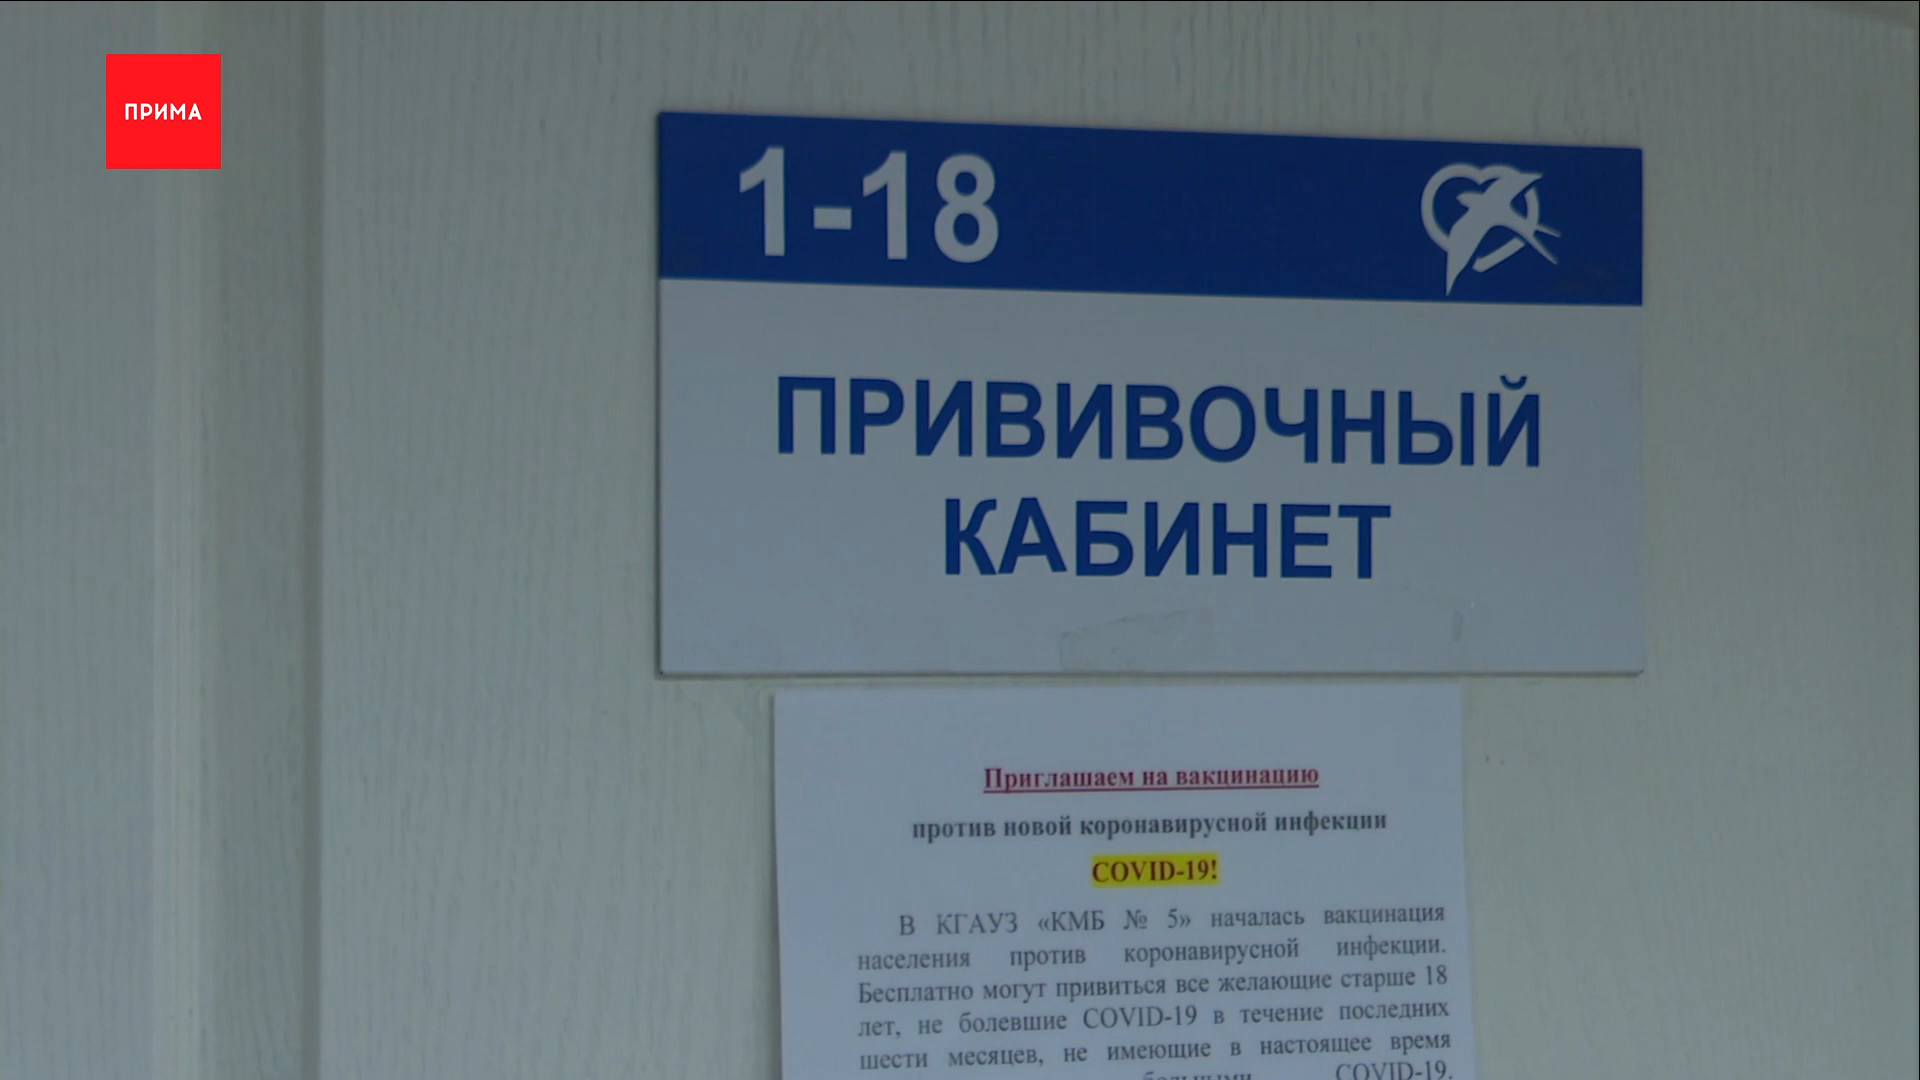 ПРИМА
1-18
ПРИВИВОЧНЫЙ
КАБИНЕТ
Приглашаем на вакцинацию
против новой коронавирусной инфекции
COVID-19!
В КГАУЗ «КМБ № 5» началась вакцинация
населения против коронавирусной инфекции.
Бесплатно могут привиться все желающие старше 18
лет, не болевшие COVID-19 в течение последних
шести месяцев, не имеющие в настоящее время
больными COVID-19.